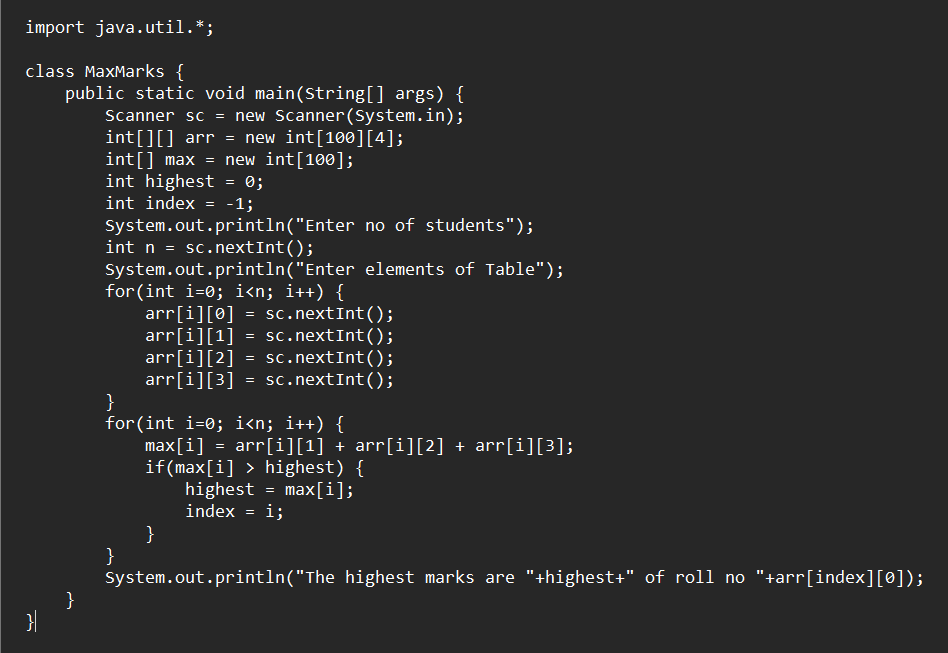 import java.util.*;

class MaxMarks {
    public static void main(String[] args) {
        Scanner sc = new Scanner(System.in);
        int[][] arr = new int[100][4];
        int[] max = new int[100];
        int highest = 0;
        int index = -1;
        System.out.println("Enter no of students");
        int n = sc.nextInt();
        System.out.println("Enter elements of Table");
        for(int i=0; i<n; i++) {
            arr[i][0] = sc.nextInt();
            arr[i][1] = sc.nextInt();
            arr[i][2] = sc.nextInt();
            arr[i][3] = sc.nextInt();
        }
        for(int i=0; i<n; i++) {
            max[i] = arr[i][1] + arr[i][2] + arr[i][3];
            if(max[i] > highest) {
                highest = max[i];
                index = i;
            }
        }
        System.out.println("The highest marks are "+highest+" of roll no "+arr[index][0]);
    }
}